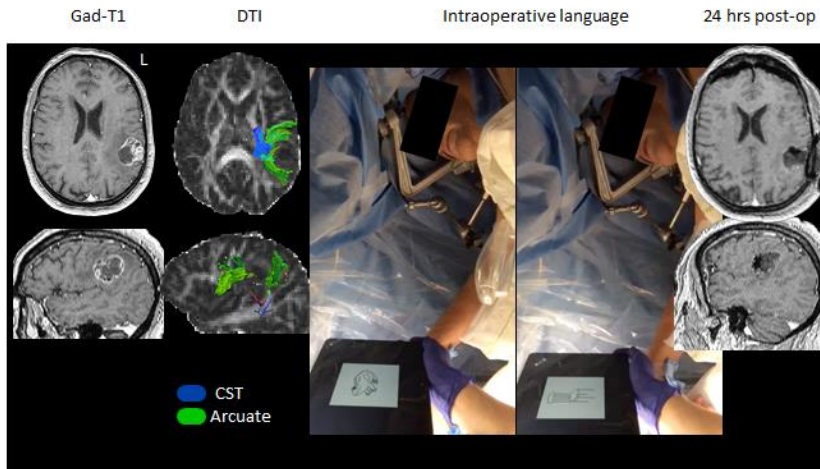 Gad-T1 DTI Intraoperative language 24 hrs post-op
L
CST
Arcuate